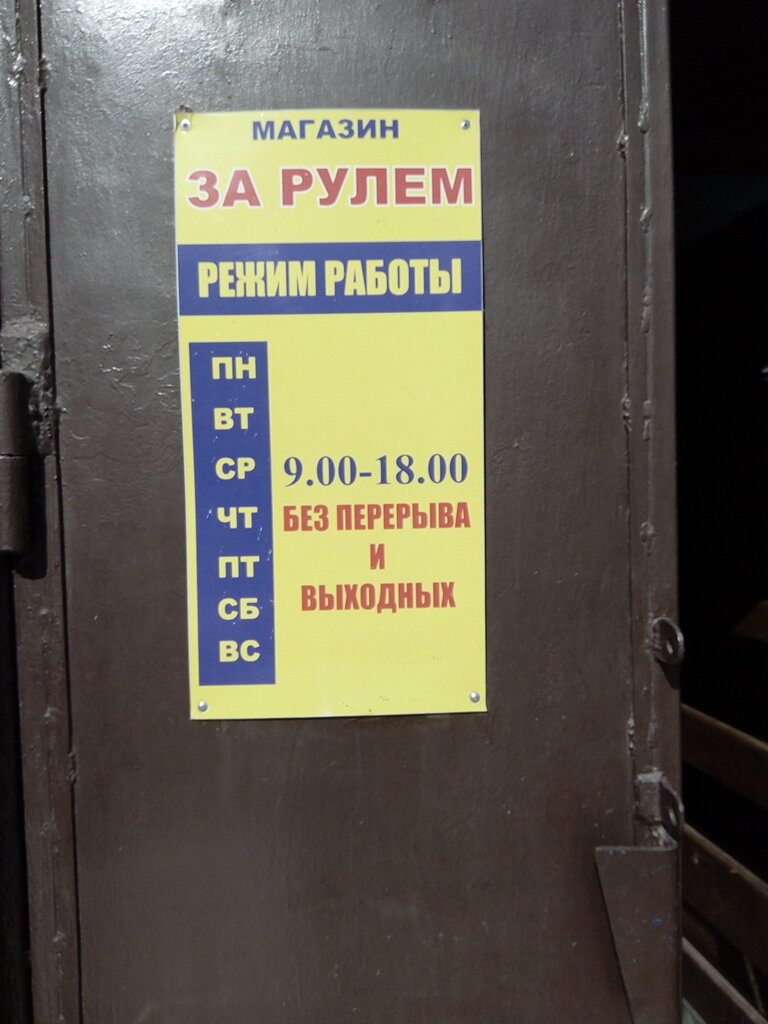 МАГАЗИН
ЗА РУЛЕМ
РЕЖИМ РАБОТЫ
ПН
ВТ
СР
ЧТ
ПТ
СБ
ВС
9.00-18.00
БЕЗ ПЕРЕРЫВА
И
ВЫХОДНЫХ